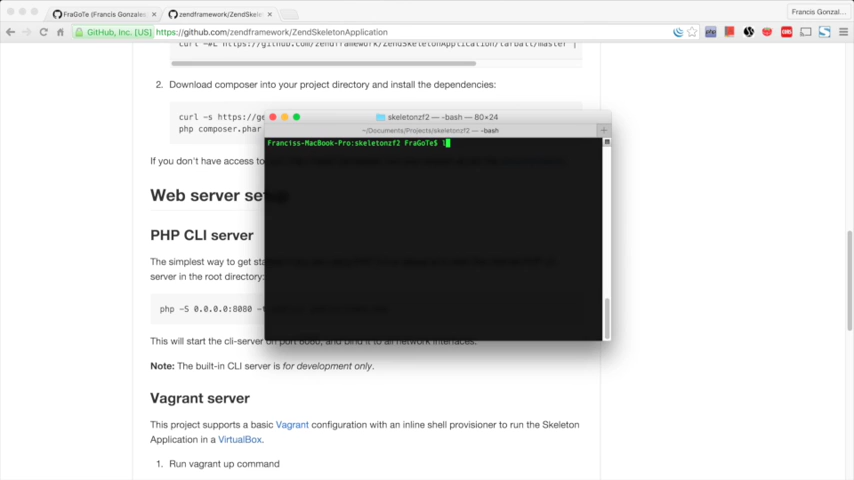 FraGoTe (Francis Gonzales
zendframework/ZendSkeleton
Francis Gonzal...
GitHub, Inc. [US]
https://github.com/zendframework/ZendSkeletonApplication
curl -#L https://github.com/zendframework/ZendSkeletonApplication/tarball/master |
2. Download composer into your project directory and install the dependencies:
curl -s https://ge
php composer.phar
skeletonzf2 — -bash — 80×24
~/Documents/Projects/skeletonzf2 — -bash
Franciss-MacBook-Pro:skeletonzf2 FraGoTe$ l
If you don't have access to
Web server se
PHP CLI server
The simplest way to get sta
server in the root directory:
php -S 0.0.0.0:8080 -t
This will start the cli-server on port 8080, and bind it to all network interfaces.
Note: The built-in CLI server is for development only.
Vagrant server
This project supports a basic Vagrant configuration with an inline shell provisioner to run the Skeleton
Application in a VirtualBox.
1. Run vagrant up command